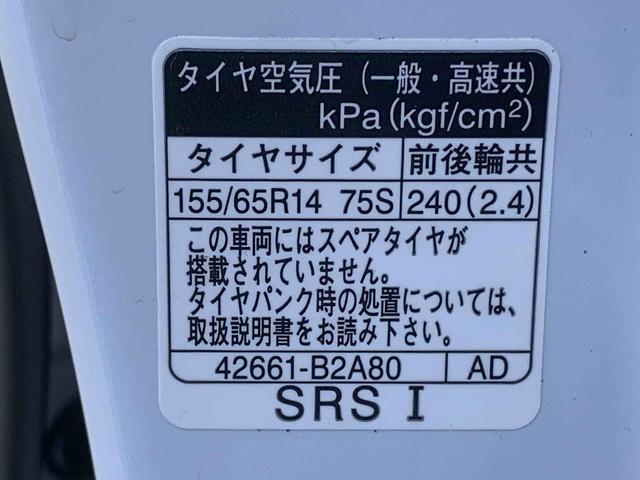 タイヤ空気圧(一般・高速共)
kPa(kgf/cm²)
タイヤサイズ 前後輪共
155/65R14 75S 240(2.4)
この車両にはスペアタイヤが
搭載されていません。
タイヤパンク時の処置については、
取扱説明書をお読み下さい。
42661-B2A80 AD
SRS I